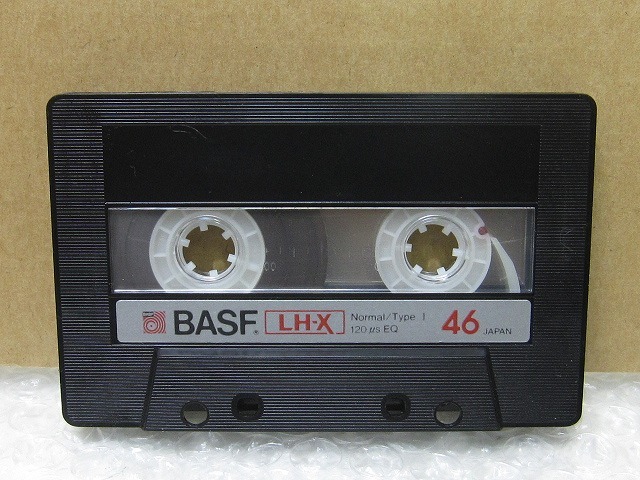 BASF® LH-X Normal/Type I 46 JAPAN
120 µs EQ